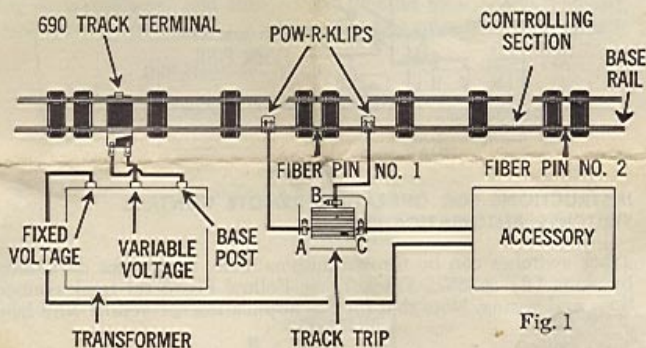 690 TRACK TERMINAL
POW-R-KLIPS
CONTROLLING
SECTION
BASE
RAIL
FIBER PIN NO. 1
FIBER PIN NO. 2
B
A
C
FIXED
VOLTAGE
VARIABLE
VOLTAGE
BASE
POST
ACCESSORY
TRANSFORMER
TRACK TRIP
Fig. 1